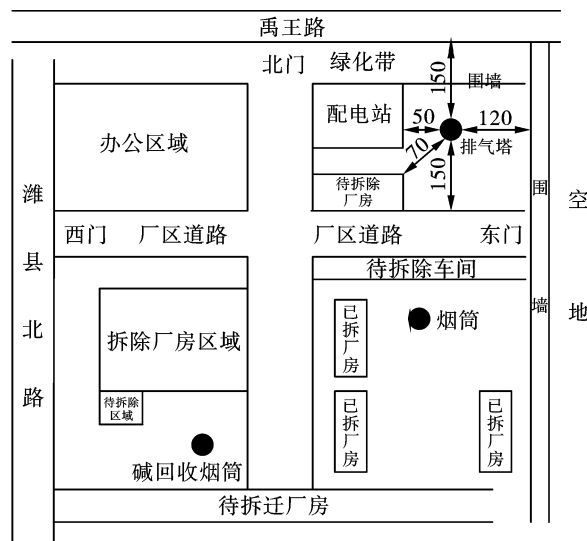 禹王路
北门
绿化带
150
围墙
配电站
50
120
办公区域
排气塔
70
150
待拆除
厂房
潍县北路
围墙
空地
西门
厂区道路
厂区道路
东门
待拆除车间
已拆厂房
烟筒
拆除厂房区域
待拆除
区域
已拆厂房
已拆厂房
碱回收烟筒
待拆迁厂房